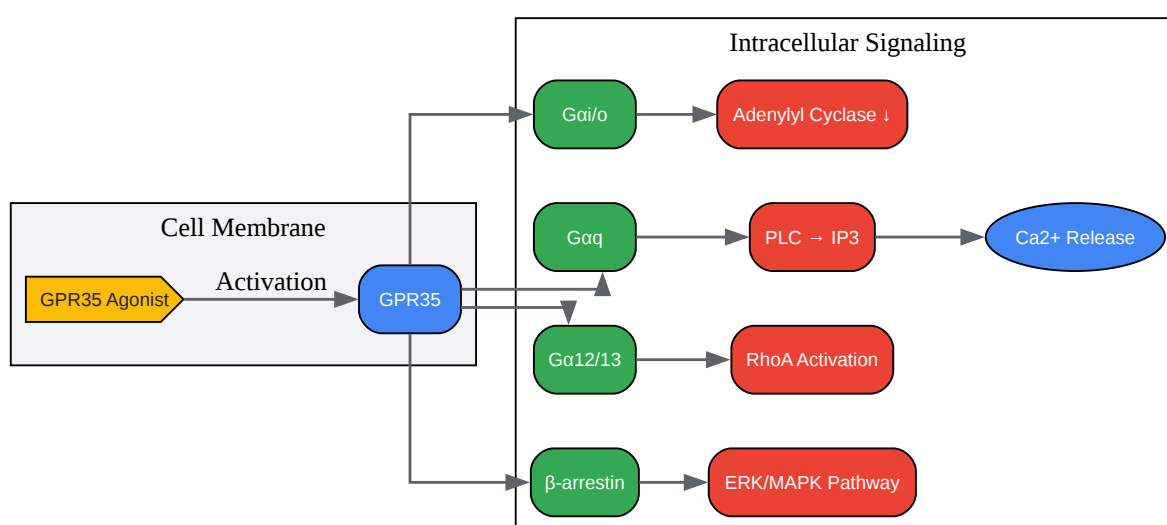 Intracellular Signaling
Gαi/o
Adenylyl Cyclase ↓
Cell Membrane
GPR35 Agonist
Activation
GPR35
Gαq
PLC → IP3
Ca2+ Release
Gα12/13
RhoA Activation
β-arrestin
ERK/MAPK Pathway